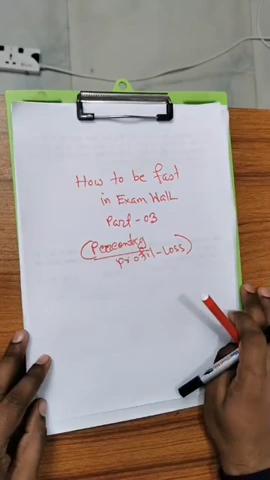 How to be fast
in Exam Hall
Part-03
(Percentage
Profit-Loss)